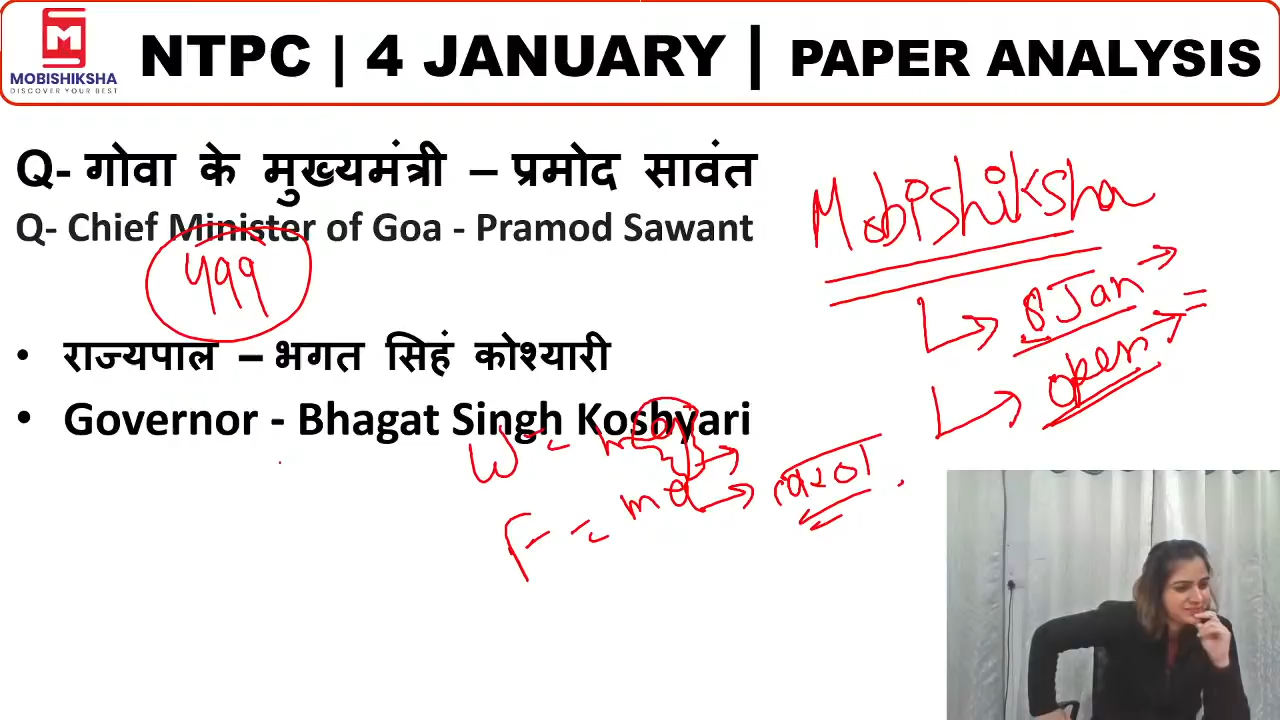 MOBISHIKSHA
DISCOVER YOUR BEST
NTPC | 4 JANUARY | PAPER ANALYSIS
Q- गोवा के मुख्यमंत्री – प्रमोद सावंत
Q- Chief Minister of Goa - Pramod Sawant
499
• राज्यपाल – भगत सिहं कोश्यारी
• Governor - Bhagat Singh Koshyari
Mobishiksha
8 Jan
open
W = mg
F = ma